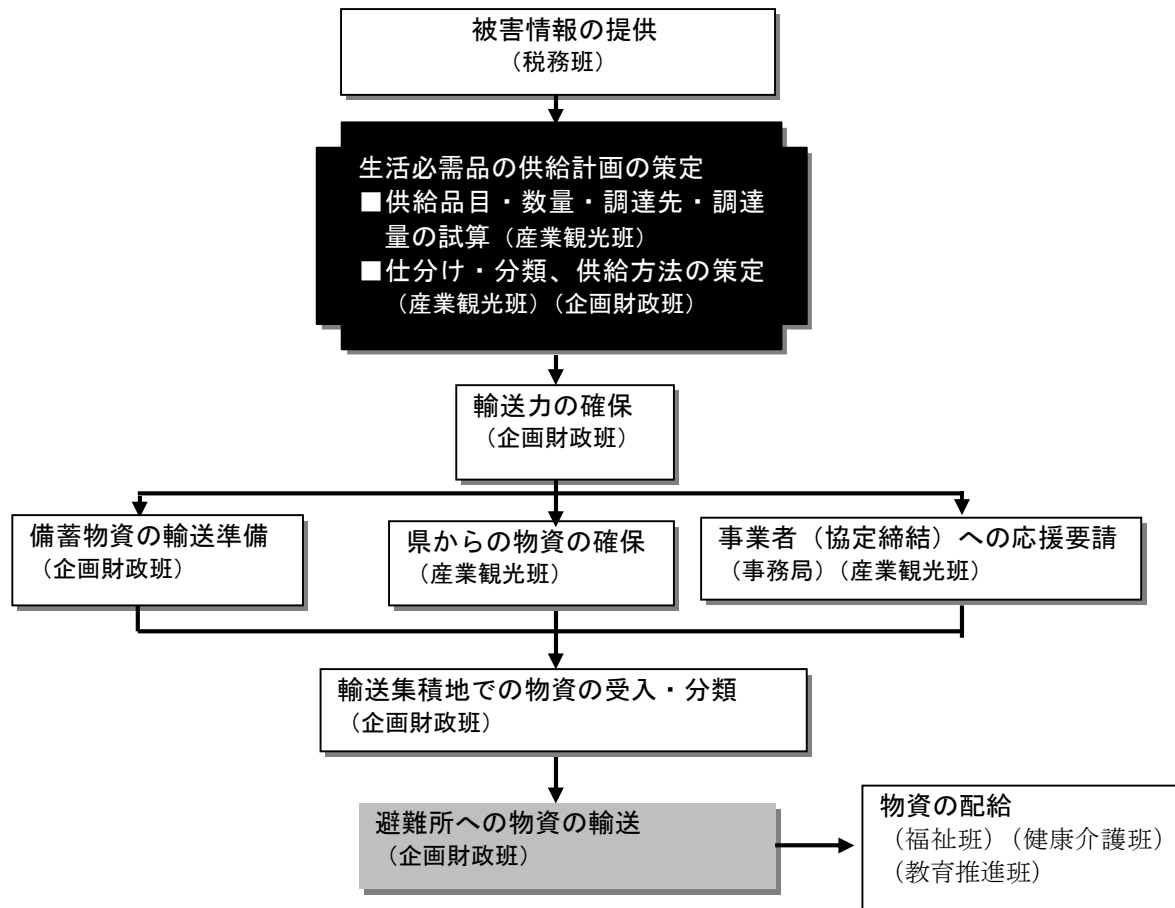 被害情報の提供
（税務班）
生活必需品の供給計画の策定
■供給品目・数量・調達先・調達
量の試算（産業観光班）
■仕分け・分類、供給方法の策定
（産業観光班）（企画財政班）
輸送力の確保
（企画財政班）
備蓄物資の輸送準備
（企画財政班）
県からの物資の確保
（産業観光班）
事業者（協定締結）への応援要請
（事務局）（産業観光班）
輸送集積地での物資の受入・分類
（企画財政班）
避難所への物資の輸送
（企画財政班）
物資の配給
（福祉班）（健康介護班）
（教育推進班）